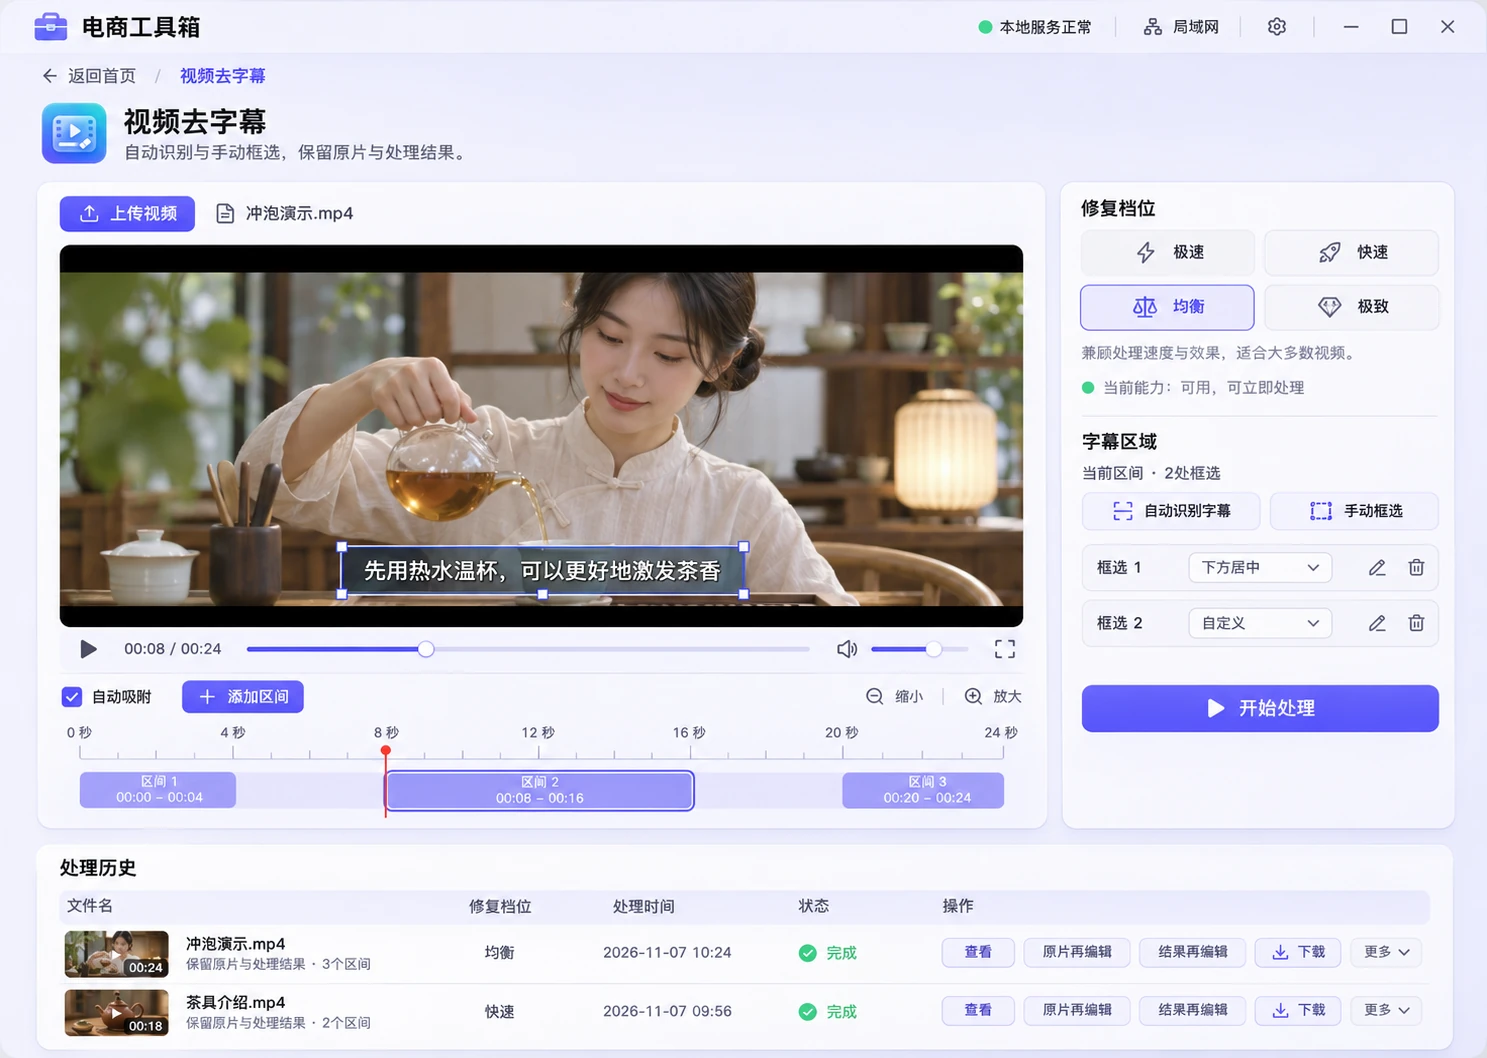 电商工具箱
本地服务正常
局域网
返回首页 / 视频去字幕
视频去字幕
自动识别与手动框选，保留原片与处理结果。
上传视频
冲泡演示.mp4
先用热水温杯，可以更好地激发茶香
00:08 / 00:24
自动吸附
添加区间
缩小
放大
0 秒
4 秒
8 秒
12 秒
16 秒
20 秒
24 秒
区间 1
00:00 – 00:04
区间 2
00:08 – 00:16
区间 3
00:20 – 00:24
修复档位
极速
快速
均衡
极致
兼顾处理速度与效果，适合大多数视频。
当前能力：可用，可立即处理
字幕区域
当前区间 · 2处框选
自动识别字幕
手动框选
框选 1
下方居中
框选 2
自定义
开始处理
处理历史
文件名
修复档位
处理时间
状态
操作
00:24
冲泡演示.mp4
保留原片与处理结果 · 3个区间
均衡
2026-11-07 10:24
完成
查看
原片再编辑
结果再编辑
下载
更多
00:18
茶具介绍.mp4
保留原片与处理结果 · 2个区间
快速
2026-11-07 09:56
完成
查看
原片再编辑
结果再编辑
下载
更多